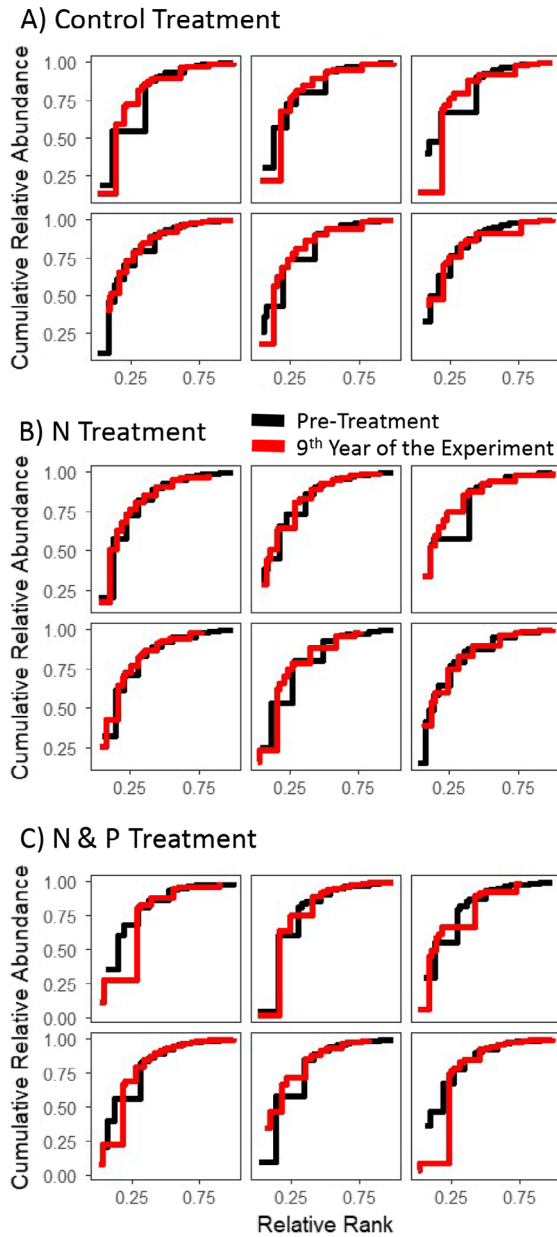 A) Control Treatment
Cumulative Relative Abundance
1.00
0.75
0.50
0.25
1.00
0.75
0.50
0.25
0.25 0.75 0.25 0.75 0.25 0.75
Pre-Treatment
B) N Treatment
9th Year of the Experiment
Cumulative Relative Abundance
1.00
0.75
0.50
0.25
1.00
0.75
0.50
0.25
0.25 0.75 0.25 0.75 0.25 0.75
C) N & P Treatment
Cumulative Relative Abundance
1.00
0.75
0.50
0.25
0.00
1.00
0.75
0.50
0.25
0.00
0.25 0.75 0.25 0.75 0.25 0.75
Relative Rank